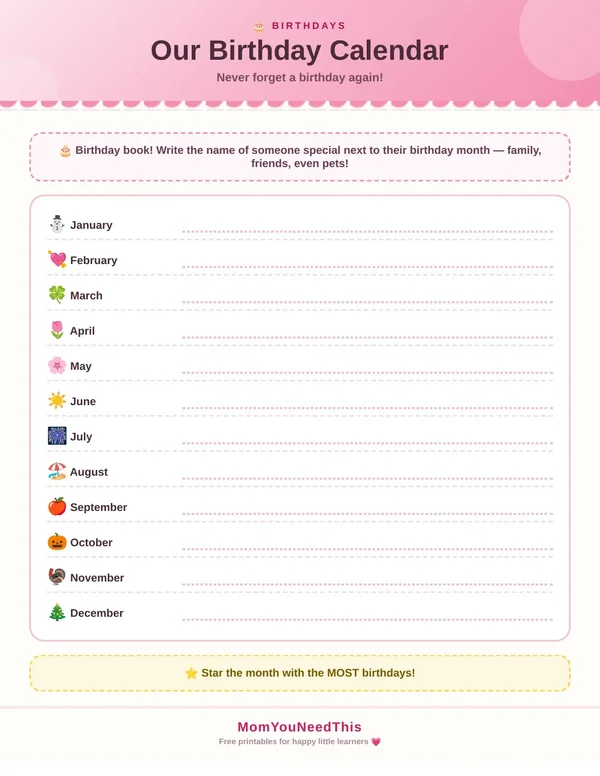 🎂 BIRTHDAYS
Our Birthday Calendar
Never forget a birthday again!
🎂 Birthday book! Write the name of someone special next to their birthday month — family,
friends, even pets!
⛄ January
💘 February
🍀 March
🌷 April
🌸 May
☀️ June
🎆 July
🏖️ August
🍎 September
🎃 October
🦃 November
🎄 December
⭐ Star the month with the MOST birthdays!
MomYouNeedThis
Free printables for happy little learners 💗